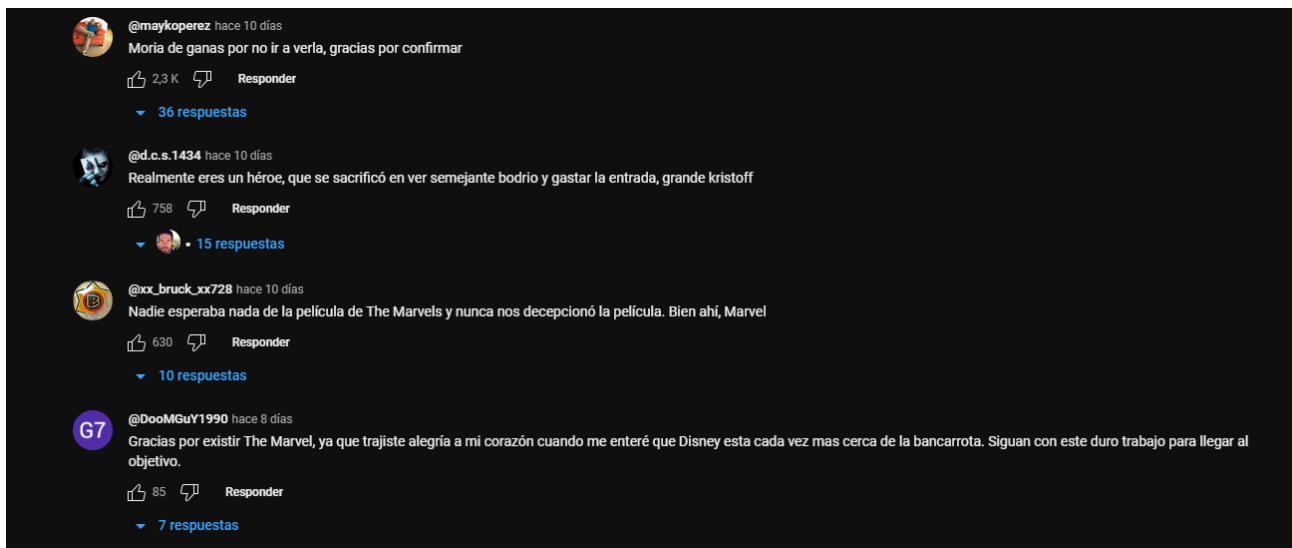 @maykoperez hace 10 días
Moria de ganas por no ir a verla, gracias por confirmar
2,3 K Responder
36 respuestas
@d.c.s.1434 hace 10 días
Realmente eres un héroe, que se sacrificó en ver semejante bodrio y gastar la entrada, grande kristoff
758 Responder
• 15 respuestas
@xx_bruck_xx728 hace 10 días
Nadie esperaba nada de la película de The Marvels y nunca nos decepcionó la película. Bien ahí, Marvel
630 Responder
10 respuestas
G7
@DooMGuY1990 hace 8 días
Gracias por existir The Marvel, ya que trajiste alegría a mi corazón cuando me enteré que Disney esta cada vez mas cerca de la bancarrota. Siguan con este duro trabajo para llegar al
objetivo.
85 Responder
7 respuestas